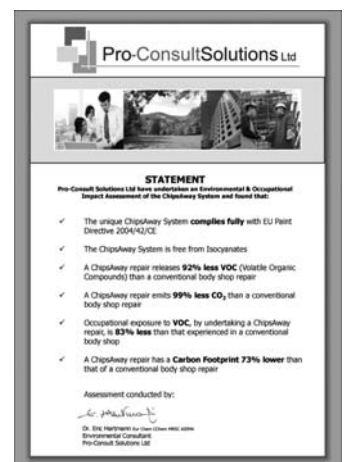 Pro-ConsultSolutions Ltd
STATEMENT
Pro-Consult Solutions Ltd have undertaken an Environmental & Occupational
Impact Assessment of the ChipsAway System and found that:
✓ The unique ChipsAway System complies fully with EU Paint
Directive 2004/42/CE
✓ The ChipsAway System is free from Isocyanates
✓ A ChipsAway repair releases 92% less VOC (Volatile Organic
Compounds) than a conventional body shop repair
✓ A ChipsAway repair emits 99% less CO₂ than a conventional
body shop repair
✓ Occupational exposure to VOC, by undertaking a ChipsAway
repair, is 83% less than that experienced in a conventional
body shop
✓ A ChipsAway repair has a Carbon Footprint 73% lower than
that of a conventional body shop repair
Assessment conducted by:
Dr. Eric Hartmann Eur Chem CChem MRSC
Environmental Consultant
Pro-Consult Solutions Ltd